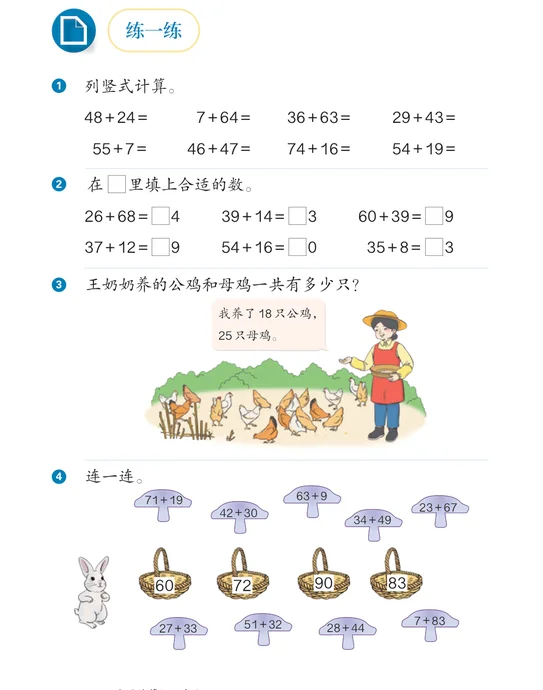 练一练
1 列竖式计算。
48+24= 7+64= 36+63= 29+43=
55+7= 46+47= 74+16= 54+19=
2 在□里填上合适的数。
26+68=□4 39+14=□3 60+39=□9
37+12=□9 54+16=□0 35+8=□3
3 王奶奶养的公鸡和母鸡一共有多少只?
我养了18只公鸡,
25只母鸡。
4 连一连。
71+19 42+30 63+9 34+49 23+67
60 72 90 83
27+33 51+32 28+44 7+83